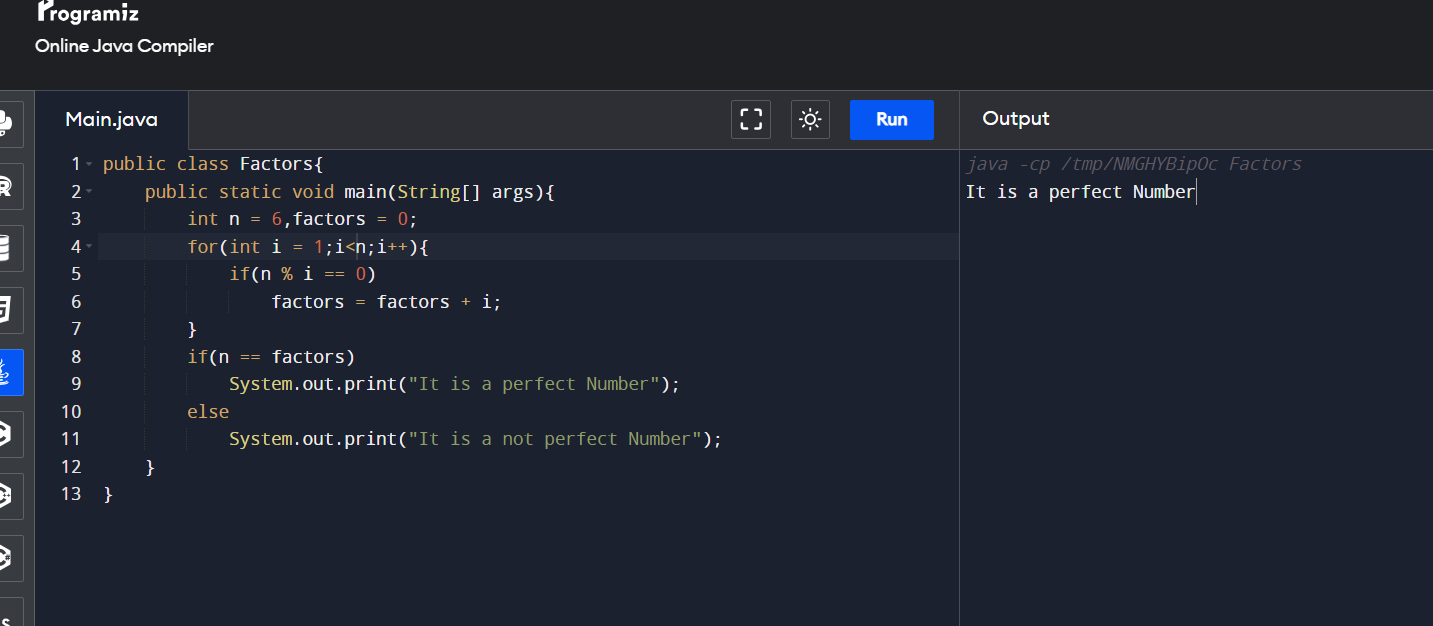 Programiz
Online Java Compiler
Main.java
Run
Output
1 public class Factors{
2     public static void main(String[] args){
3         int n = 6,factors = 0;
4         for(int i = 1;i<n;i++){
5             if(n % i == 0)
6                 factors = factors + i;
7         }
8         if(n == factors)
9             System.out.print("It is a perfect Number");
10         else
11             System.out.print("It is a not perfect Number");
12     }
13 }
java -cp /tmp/NMGHYBipOc Factors
It is a perfect Number